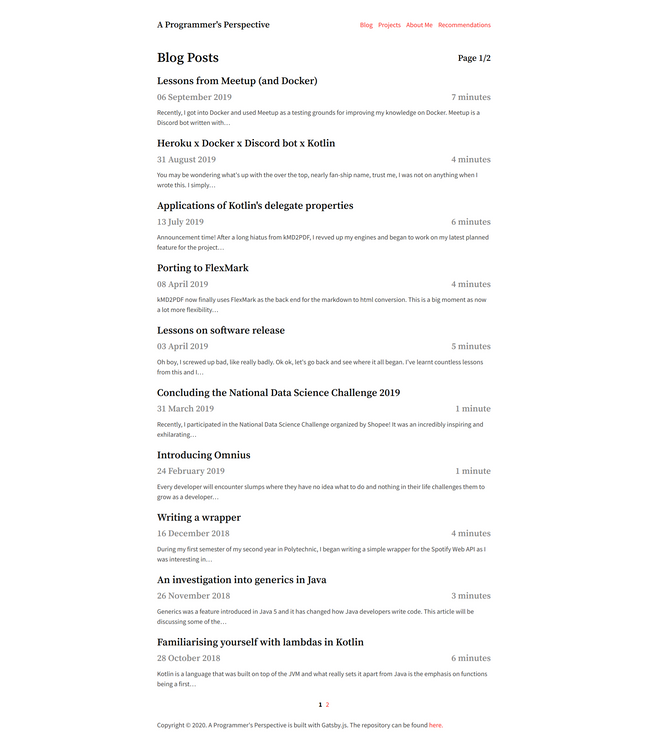 A Programmer's Perspective
Blog Projects About Me Recommendations
Blog Posts
Page 1/2
Lessons from Meetup (and Docker)
06 September 2019
7 minutes
Recently, I got into Docker and used Meetup as a testing grounds for improving my knowledge on Docker. Meetup is a
Discord bot written with…
Heroku x Docker x Discord bot x Kotlin
31 August 2019
4 minutes
You may be wondering what's up with the over the top, nearly fan-ship name, trust me, I was not on anything when I
wrote this. I simply…
Applications of Kotlin's delegate properties
13 July 2019
6 minutes
Announcement time! After a long hiatus from kMD2PDF, I revved up my engines and began to work on my latest planned
feature for the project…
Porting to FlexMark
08 April 2019
4 minutes
kMD2PDF now finally uses FlexMark as the back end for the markdown to html conversion. This is a big moment as now
a lot more flexibility…
Lessons on software release
03 April 2019
5 minutes
Oh boy, I screwed up bad, like really badly. Ok ok, let's go back and see where it all began. I've learnt countless lessons
from this and I…
Concluding the National Data Science Challenge 2019
31 March 2019
1 minute
Recently, I participated in the National Data Science Challenge organized by Shopee! It was an incredibly inspiring and
exhilarating…
Introducing Omnius
24 February 2019
1 minute
Every developer will encounter slumps where they have no idea what to do and nothing in their life challenges them to
grow as a developer…
Writing a wrapper
16 December 2018
4 minutes
During my first semester of my second year in Polytechnic, I began writing a simple wrapper for the Spotify Web API as I
was interesting in…
An investigation into generics in Java
26 November 2018
3 minutes
Generics was a feature introduced in Java 5 and it has changed how Java developers write code. This article will be
discussing some of the…
Familiarising yourself with lambdas in Kotlin
28 October 2018
6 minutes
Kotlin is a language that was built on top of the JVM and what really sets it apart from Java is the emphasis on functions
being a first…
1 2
Copyright © 2020. A Programmer's Perspective is built with Gatsby.js. The repository can be found here.